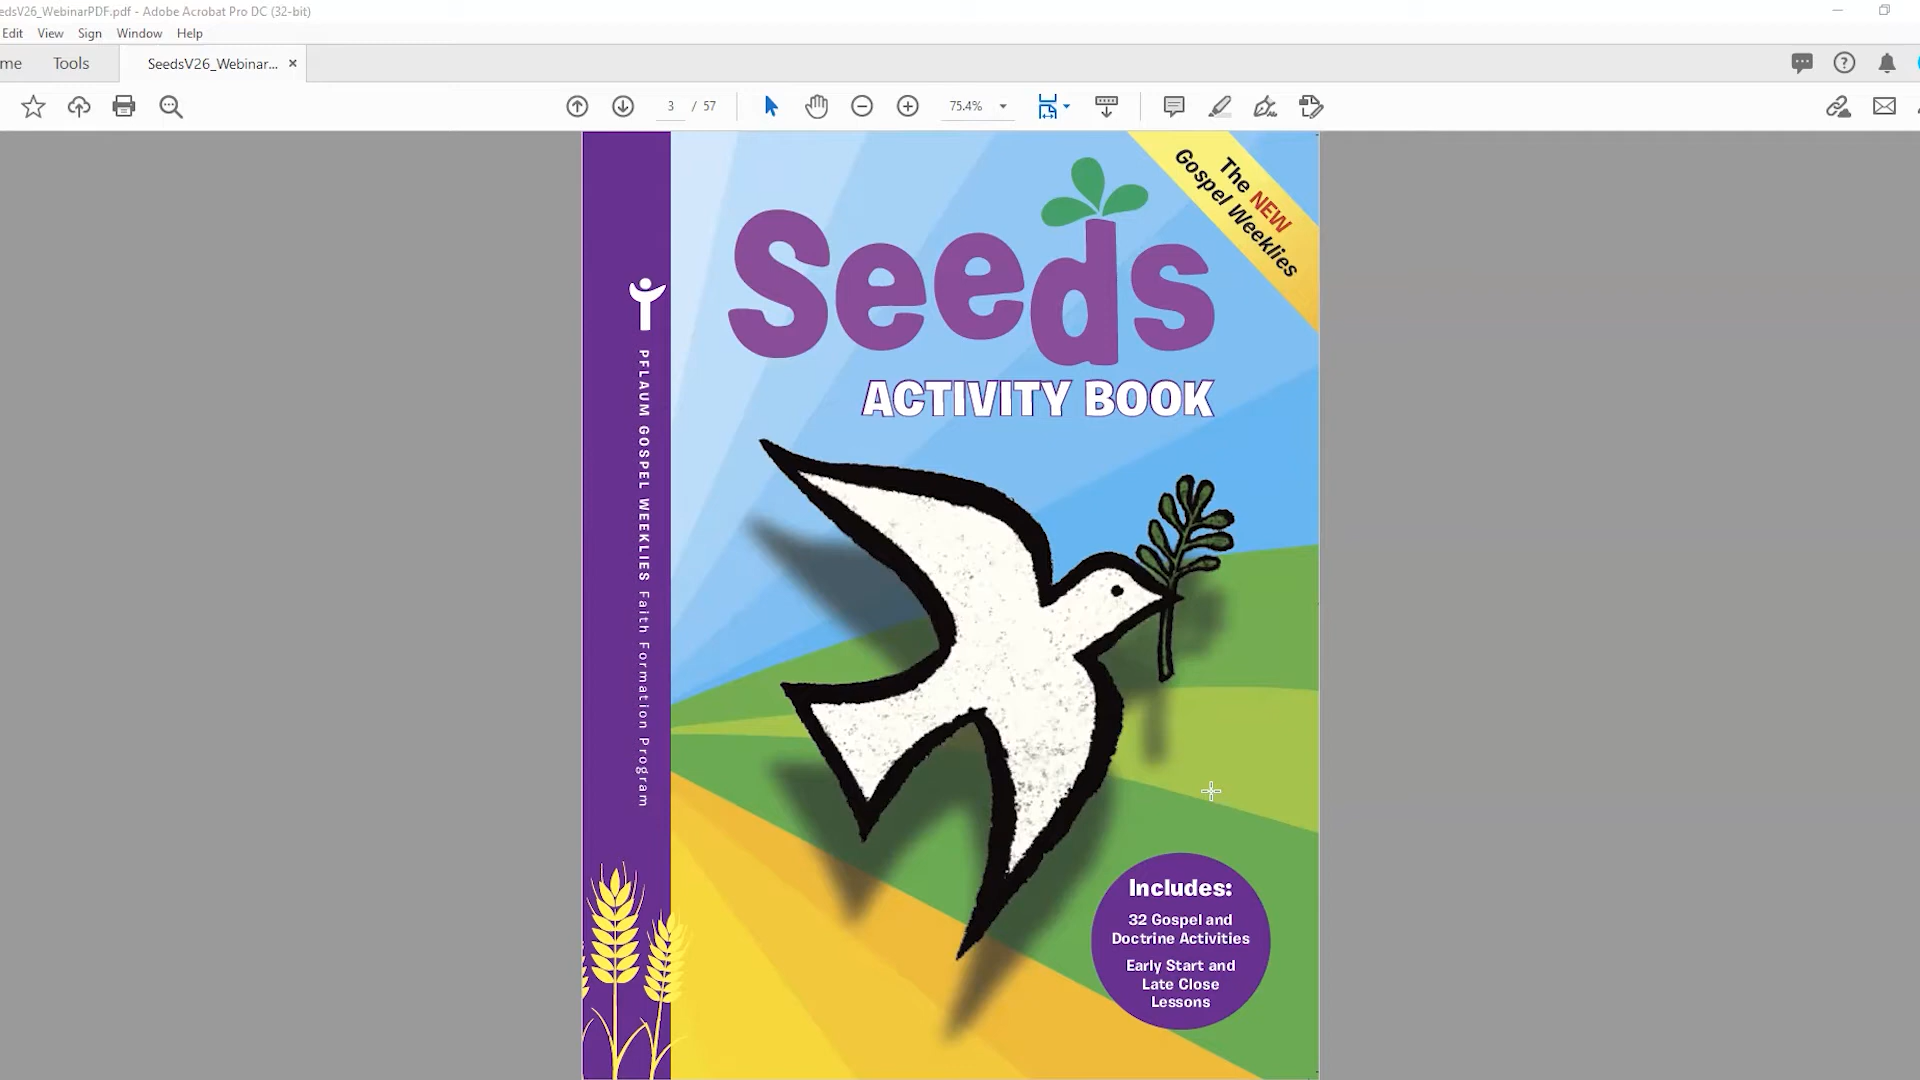 edsV26_WebinarPDF.pdf - Adobe Acrobat Pro DC (32-bit)
Edit View Sign Window Help
me Tools SeedsV26_Webinar... ×
3 / 57 75.4%
The NEW
Gospel Weeklies
Seeds
ACTIVITY BOOK
PFLAUM GOSPEL WEEKLIES Faith Formation Program
Includes:
32 Gospel and
Doctrine Activities
Early Start and
Late Close
Lessons